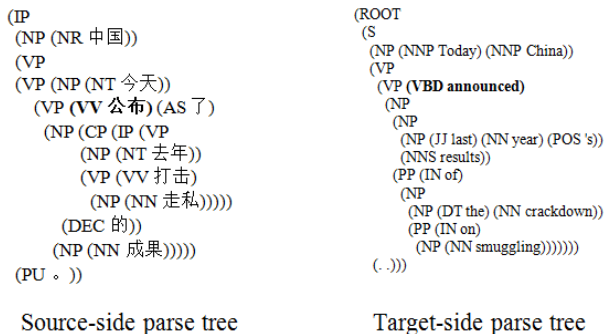 (IP
(NP (NR 中国))
(VP
(VP (NP (NT 今天))
(VP (VV 公布) (AS 了)
(NP (CP (IP (VP
(NP (NT 去年))
(VP (VV 打击)
(NP (NN 走私)))))
(DEC 的))
(NP (NN 成果)))))
(PU 。))
Source-side parse tree
(ROOT
(S
(NP (NNP Today) (NNP China))
(VP
(VP (VBD announced)
(NP
(NP
(NP (JJ last) (NN year) (POS 's))
(NNS results))
(PP (IN of)
(NP
(NP (DT the) (NN crackdown))
(PP (IN on)
(NP (NN smuggling)))))))
(. .)))
Target-side parse tree